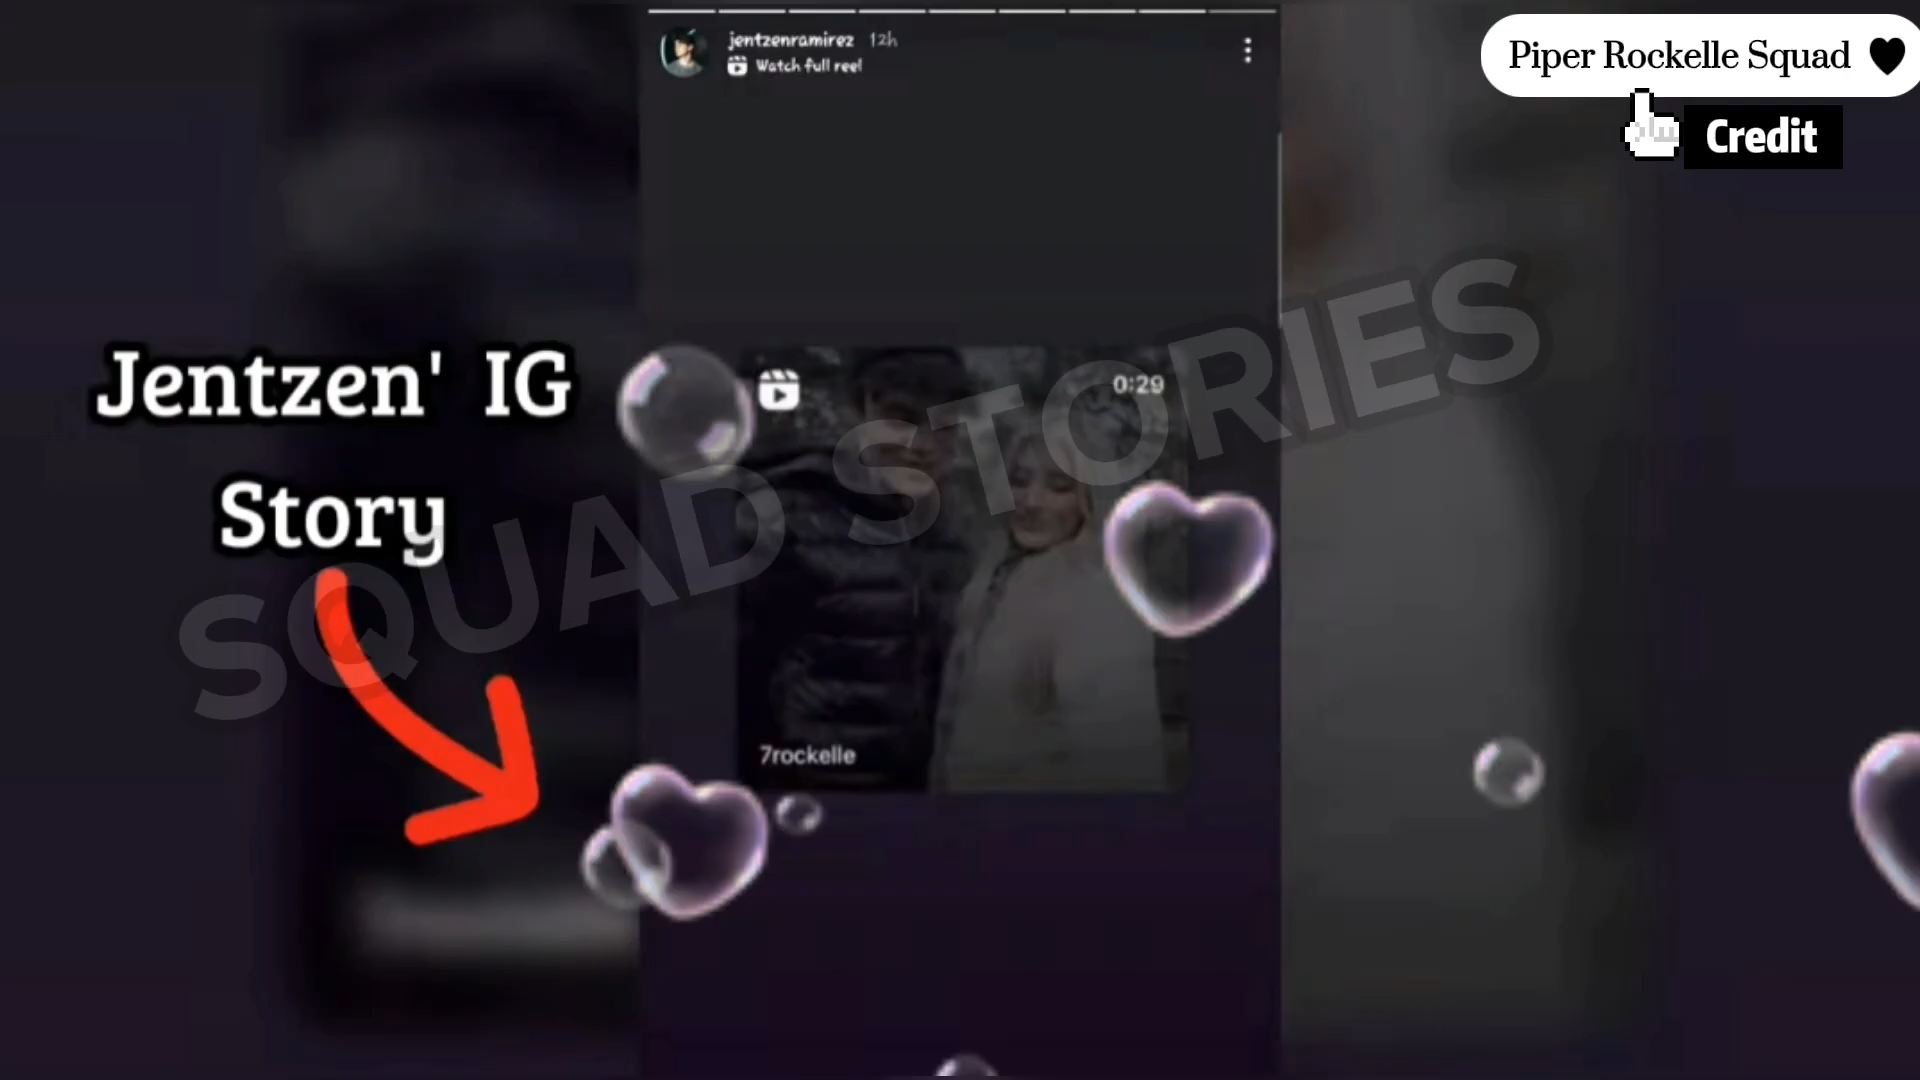 jentzenramirez 12h
Watch full reel
Piper Rockelle Squad
Credit
Jentzen' IG
Story
0:29
SQUAD STORIES
7rockelle